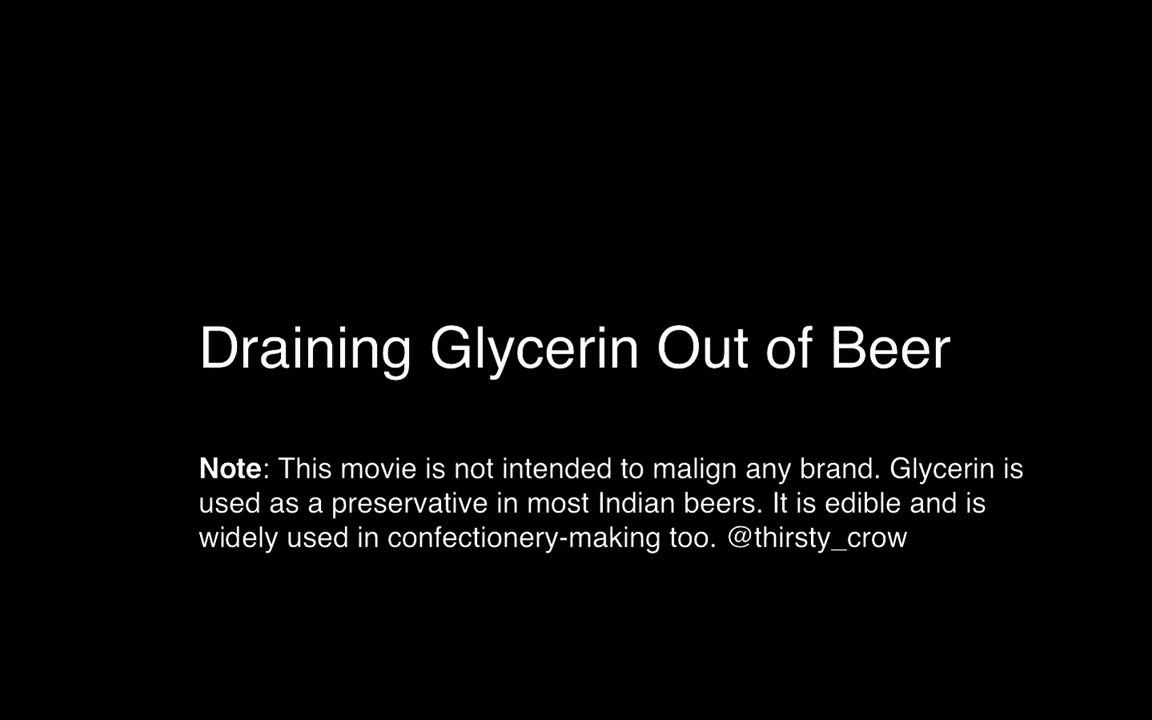 Draining Glycerin Out of Beer
Note: This movie is not intended to malign any brand. Glycerin is
used as a preservative in most Indian beers. It is edible and is
widely used in confectionery-making too. @thirsty_crow